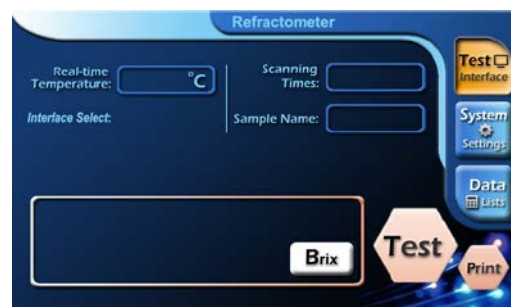 Refractometer
Real-time
Temperature:
°C
Scanning
Times:
Interface Select:
Sample Name:
Test
Interface
System
Settings
Data
Lists
Brix
Test
Print